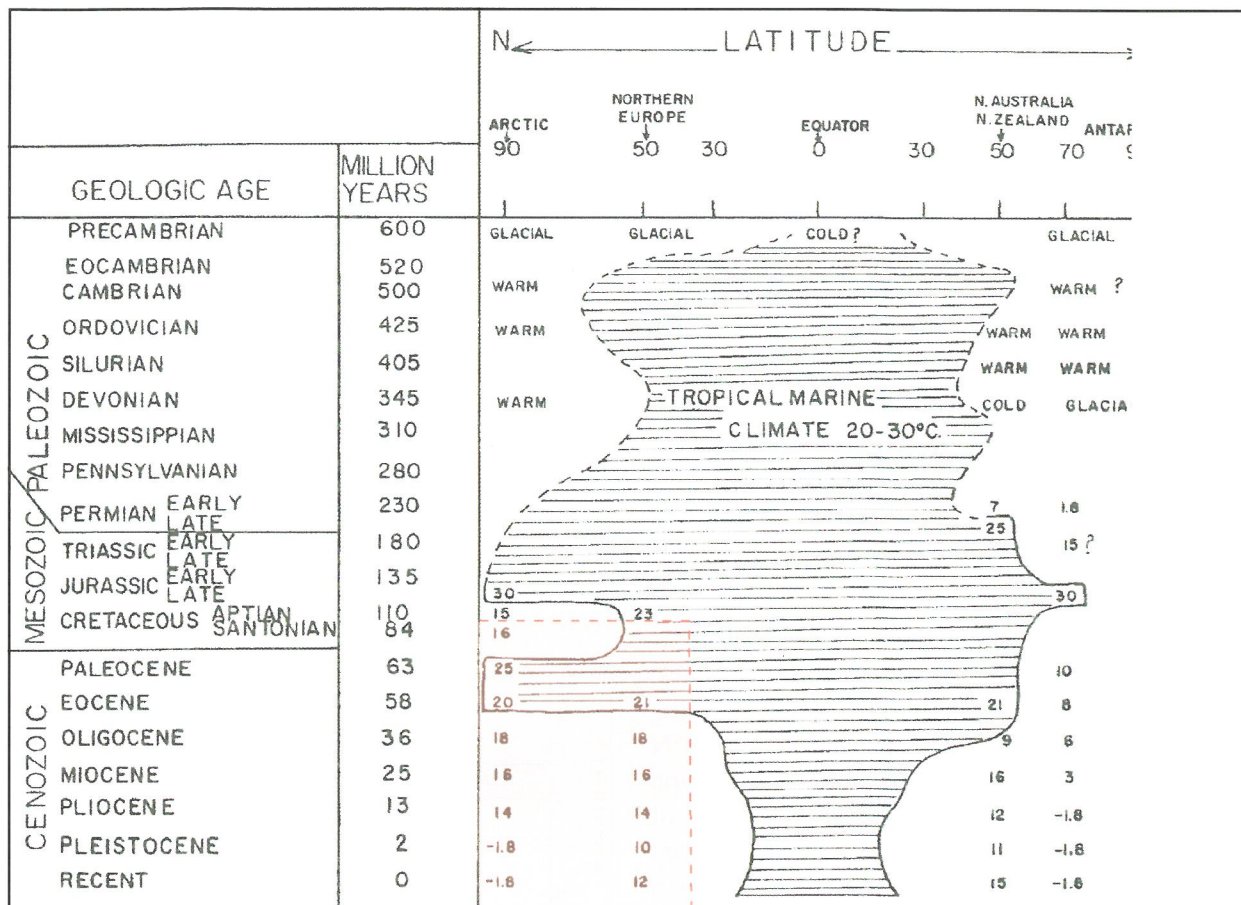 N LATITUDE
ARCTIC NORTHERN EUROPE EQUATOR N. AUSTRALIA N. ZEALAND
90 50 30 0 30 50 70
GEOLOGIC AGE MILLION YEARS
PRECAMBRIAN 600 GLACIAL GLACIAL COLD? GLACIAL
EOCAMBRIAN 520
CAMBRIAN 500 WARM WARM ?
ORDOVICIAN 425 WARM WARM WARM
SILURIAN 405 WARM WARM
DEVONIAN 345 WARM TROPICAL MARINE COLD GLACIA
MISSISSIPPIAN 310 CLIMATE 20-30°C.
PENNSYLVANIAN 280
PERMIAN EARLY LATE 230 7 1.8
TRIASSIC EARLY LATE 180 25 15 ?
JURASSIC EARLY LATE 135 30 30
CRETACEOUS APTIAN 110 15 23
SANTONIAN 84 16
PALEOCENE 63 25 10
EOCENE 58 20 21 21 8
OLIGOCENE 36 18 18 9 6
MIOCENE 25 16 16 16 3
PLIOCENE 13 14 14 12 -1.8
PLEISTOCENE 2 -1.8 10 11 -1.8
RECENT 0 -1.8 12 15 -1.8
PALEOZOIC
MESOZOIC
CENOZOIC